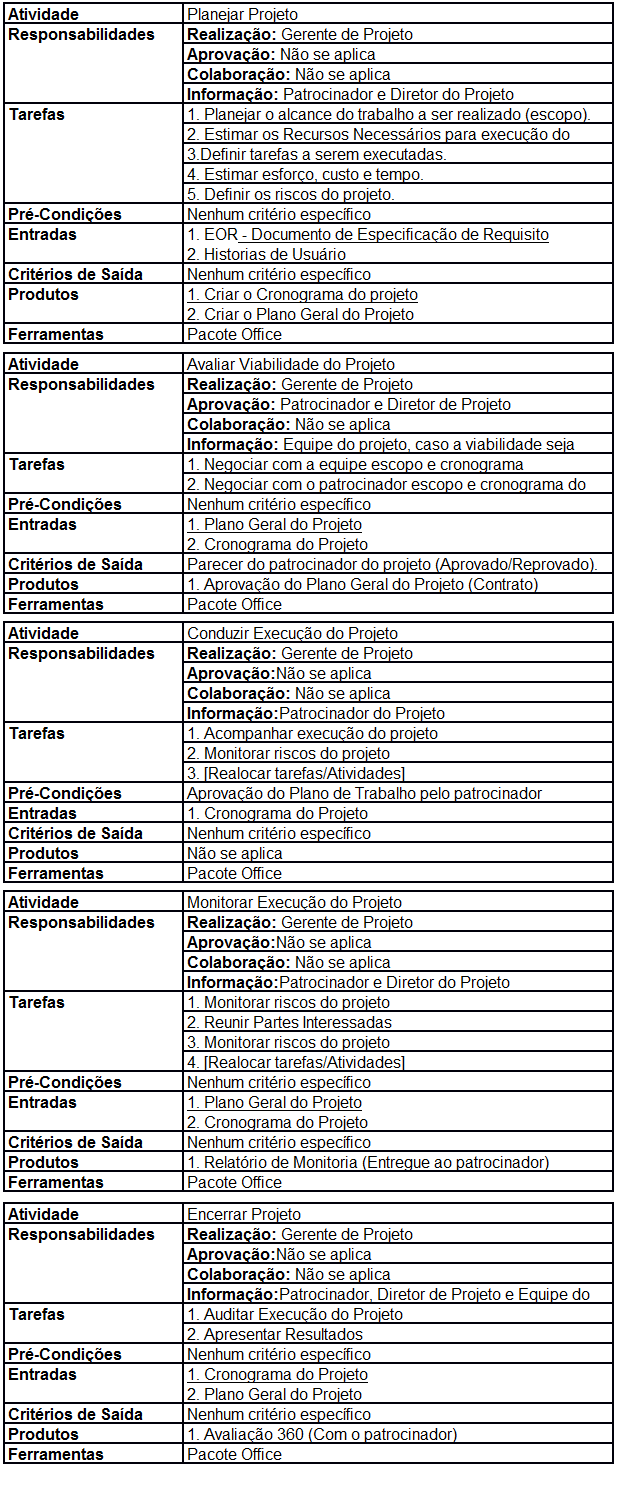 Atividade Planejar Projeto
Responsabilidades Realização: Gerente de Projeto
Aprovação: Não se aplica
Colaboração: Não se aplica
Informação: Patrocinador e Diretor do Projeto
Tarefas 1. Planejar o alcance do trabalho a ser realizado (escopo).
2. Estimar os Recursos Necessários para execução do
3.Definir tarefas a serem executadas.
4. Estimar esforço, custo e tempo.
5. Definir os riscos do projeto.
Pré-Condições Nenhum critério específico
Entradas 1. EOR - Documento de Especificação de Requisito
2. Historias de Usuário
Critérios de Saída Nenhum critério específico
Produtos 1. Criar o Cronograma do projeto
2. Criar o Plano Geral do Projeto
Ferramentas Pacote Office
Atividade Avaliar Viabilidade do Projeto
Responsabilidades Realização: Gerente de Projeto
Aprovação: Patrocinador e Diretor de Projeto
Colaboração: Não se aplica
Informação: Equipe do projeto, caso a viabilidade seja
Tarefas 1. Negociar com a equipe escopo e cronograma
2. Negociar com o patrocinador escopo e cronograma do
Pré-Condições Nenhum critério específico
Entradas 1. Plano Geral do Projeto
2. Cronograma do Projeto
Critérios de Saída Parecer do patrocinador do projeto (Aprovado/Reprovado).
Produtos 1. Aprovação do Plano Geral do Projeto (Contrato)
Ferramentas Pacote Office
Atividade Conduzir Execução do Projeto
Responsabilidades Realização: Gerente de Projeto
Aprovação:Não se aplica
Colaboração: Não se aplica
Informação:Patrocinador do Projeto
Tarefas 1. Acompanhar execução do projeto
2. Monitorar riscos do projeto
3. [Realocar tarefas/Atividades]
Pré-Condições Aprovação do Plano de Trabalho pelo patrocinador
Entradas 1. Cronograma do Projeto
Critérios de Saída Nenhum critério específico
Produtos Não se aplica
Ferramentas Pacote Office
Atividade Monitorar Execução do Projeto
Responsabilidades Realização: Gerente de Projeto
Aprovação:Não se aplica
Colaboração: Não se aplica
Informação:Patrocinador e Diretor do Projeto
Tarefas 1. Monitorar riscos do projeto
2. Reunir Partes Interessadas
3. Monitorar riscos do projeto
4. [Realocar tarefas/Atividades]
Pré-Condições Nenhum critério específico
Entradas 1. Plano Geral do Projeto
2. Cronograma do Projeto
Critérios de Saída Nenhum critério específico
Produtos 1. Relatório de Monitoria (Entregue ao patrocinador)
Ferramentas Pacote Office
Atividade Encerrar Projeto
Responsabilidades Realização: Gerente de Projeto
Aprovação:Não se aplica
Colaboração: Não se aplica
Informação:Patrocinador, Diretor de Projeto e Equipe do
Tarefas 1. Auditar Execução do Projeto
2. Apresentar Resultados
Pré-Condições Nenhum critério específico
Entradas 1. Cronograma do Projeto
2. Plano Geral do Projeto
Critérios de Saída Nenhum critério específico
Produtos 1. Avaliação 360 (Com o patrocinador)
Ferramentas Pacote Office